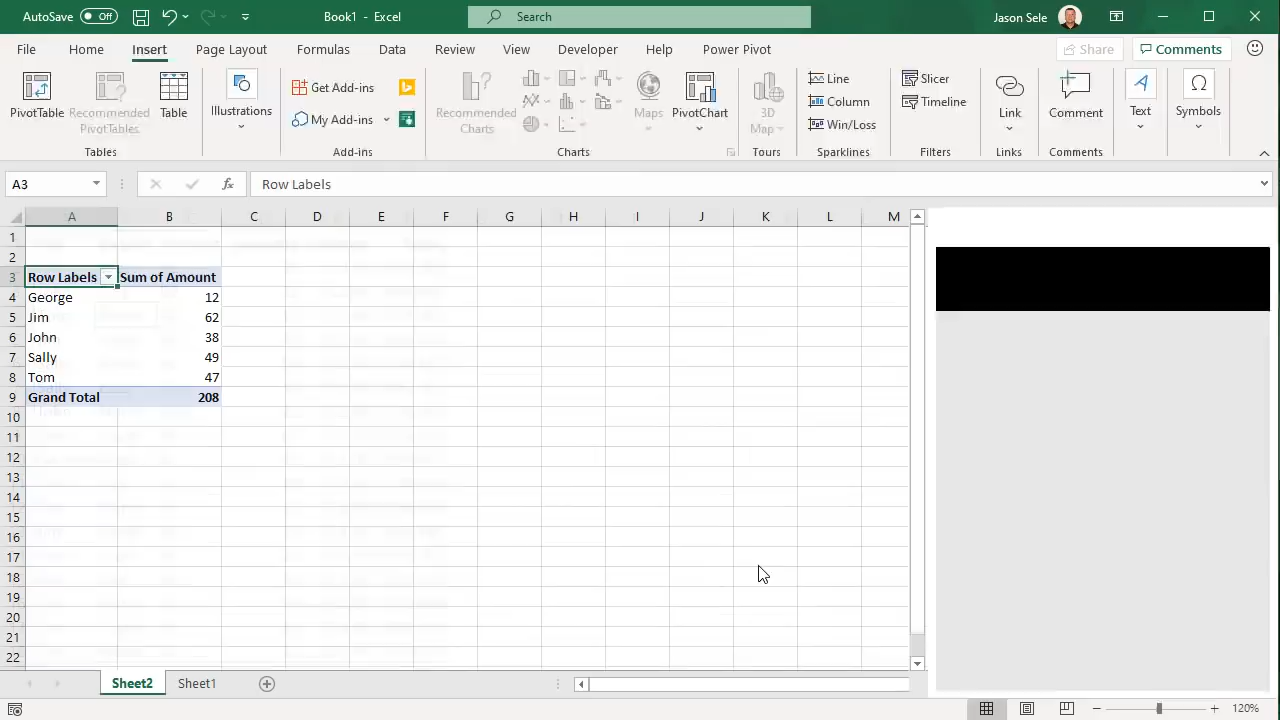 AutoSave Off Book1 - Excel Search Jason Sele
File Home Insert Page Layout Formulas Data Review View Developer Help Power Pivot Share Comments
PivotTable Recommended PivotTables Table Illustrations Get Add-ins My Add-ins Recommended Charts Maps PivotChart 3D Map Line Column Win/Loss Slicer Timeline Link Comment Text Symbols
Tables Add-ins Charts Tours Sparklines Filters Links Comments
A3 fx Row Labels
A B C D E F G H I J K L M
1
2
3 Row Labels Sum of Amount
4 George 12
5 Jim 62
6 John 38
7 Sally 49
8 Tom 47
9 Grand Total 208
10
11
12
13
14
15
16
17
18
19
20
21
22
Sheet2 Sheet1
120%